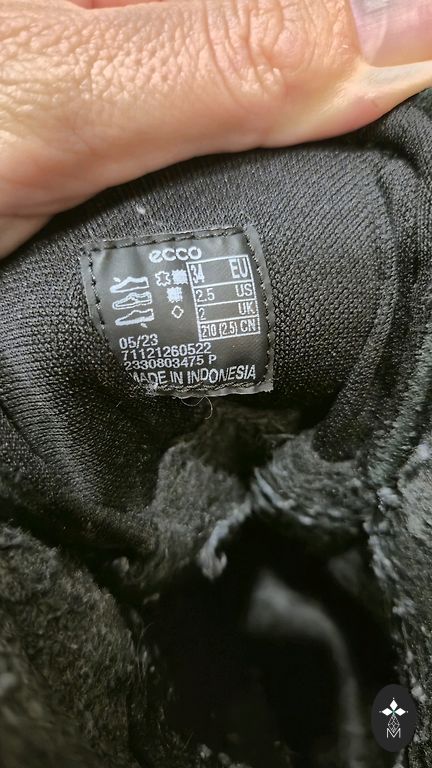 ecco
34 EU
2.5 US
2 UK
210 (2.5) CN
05/23
71121260522
2330803475 P
MADE IN INDONESIA